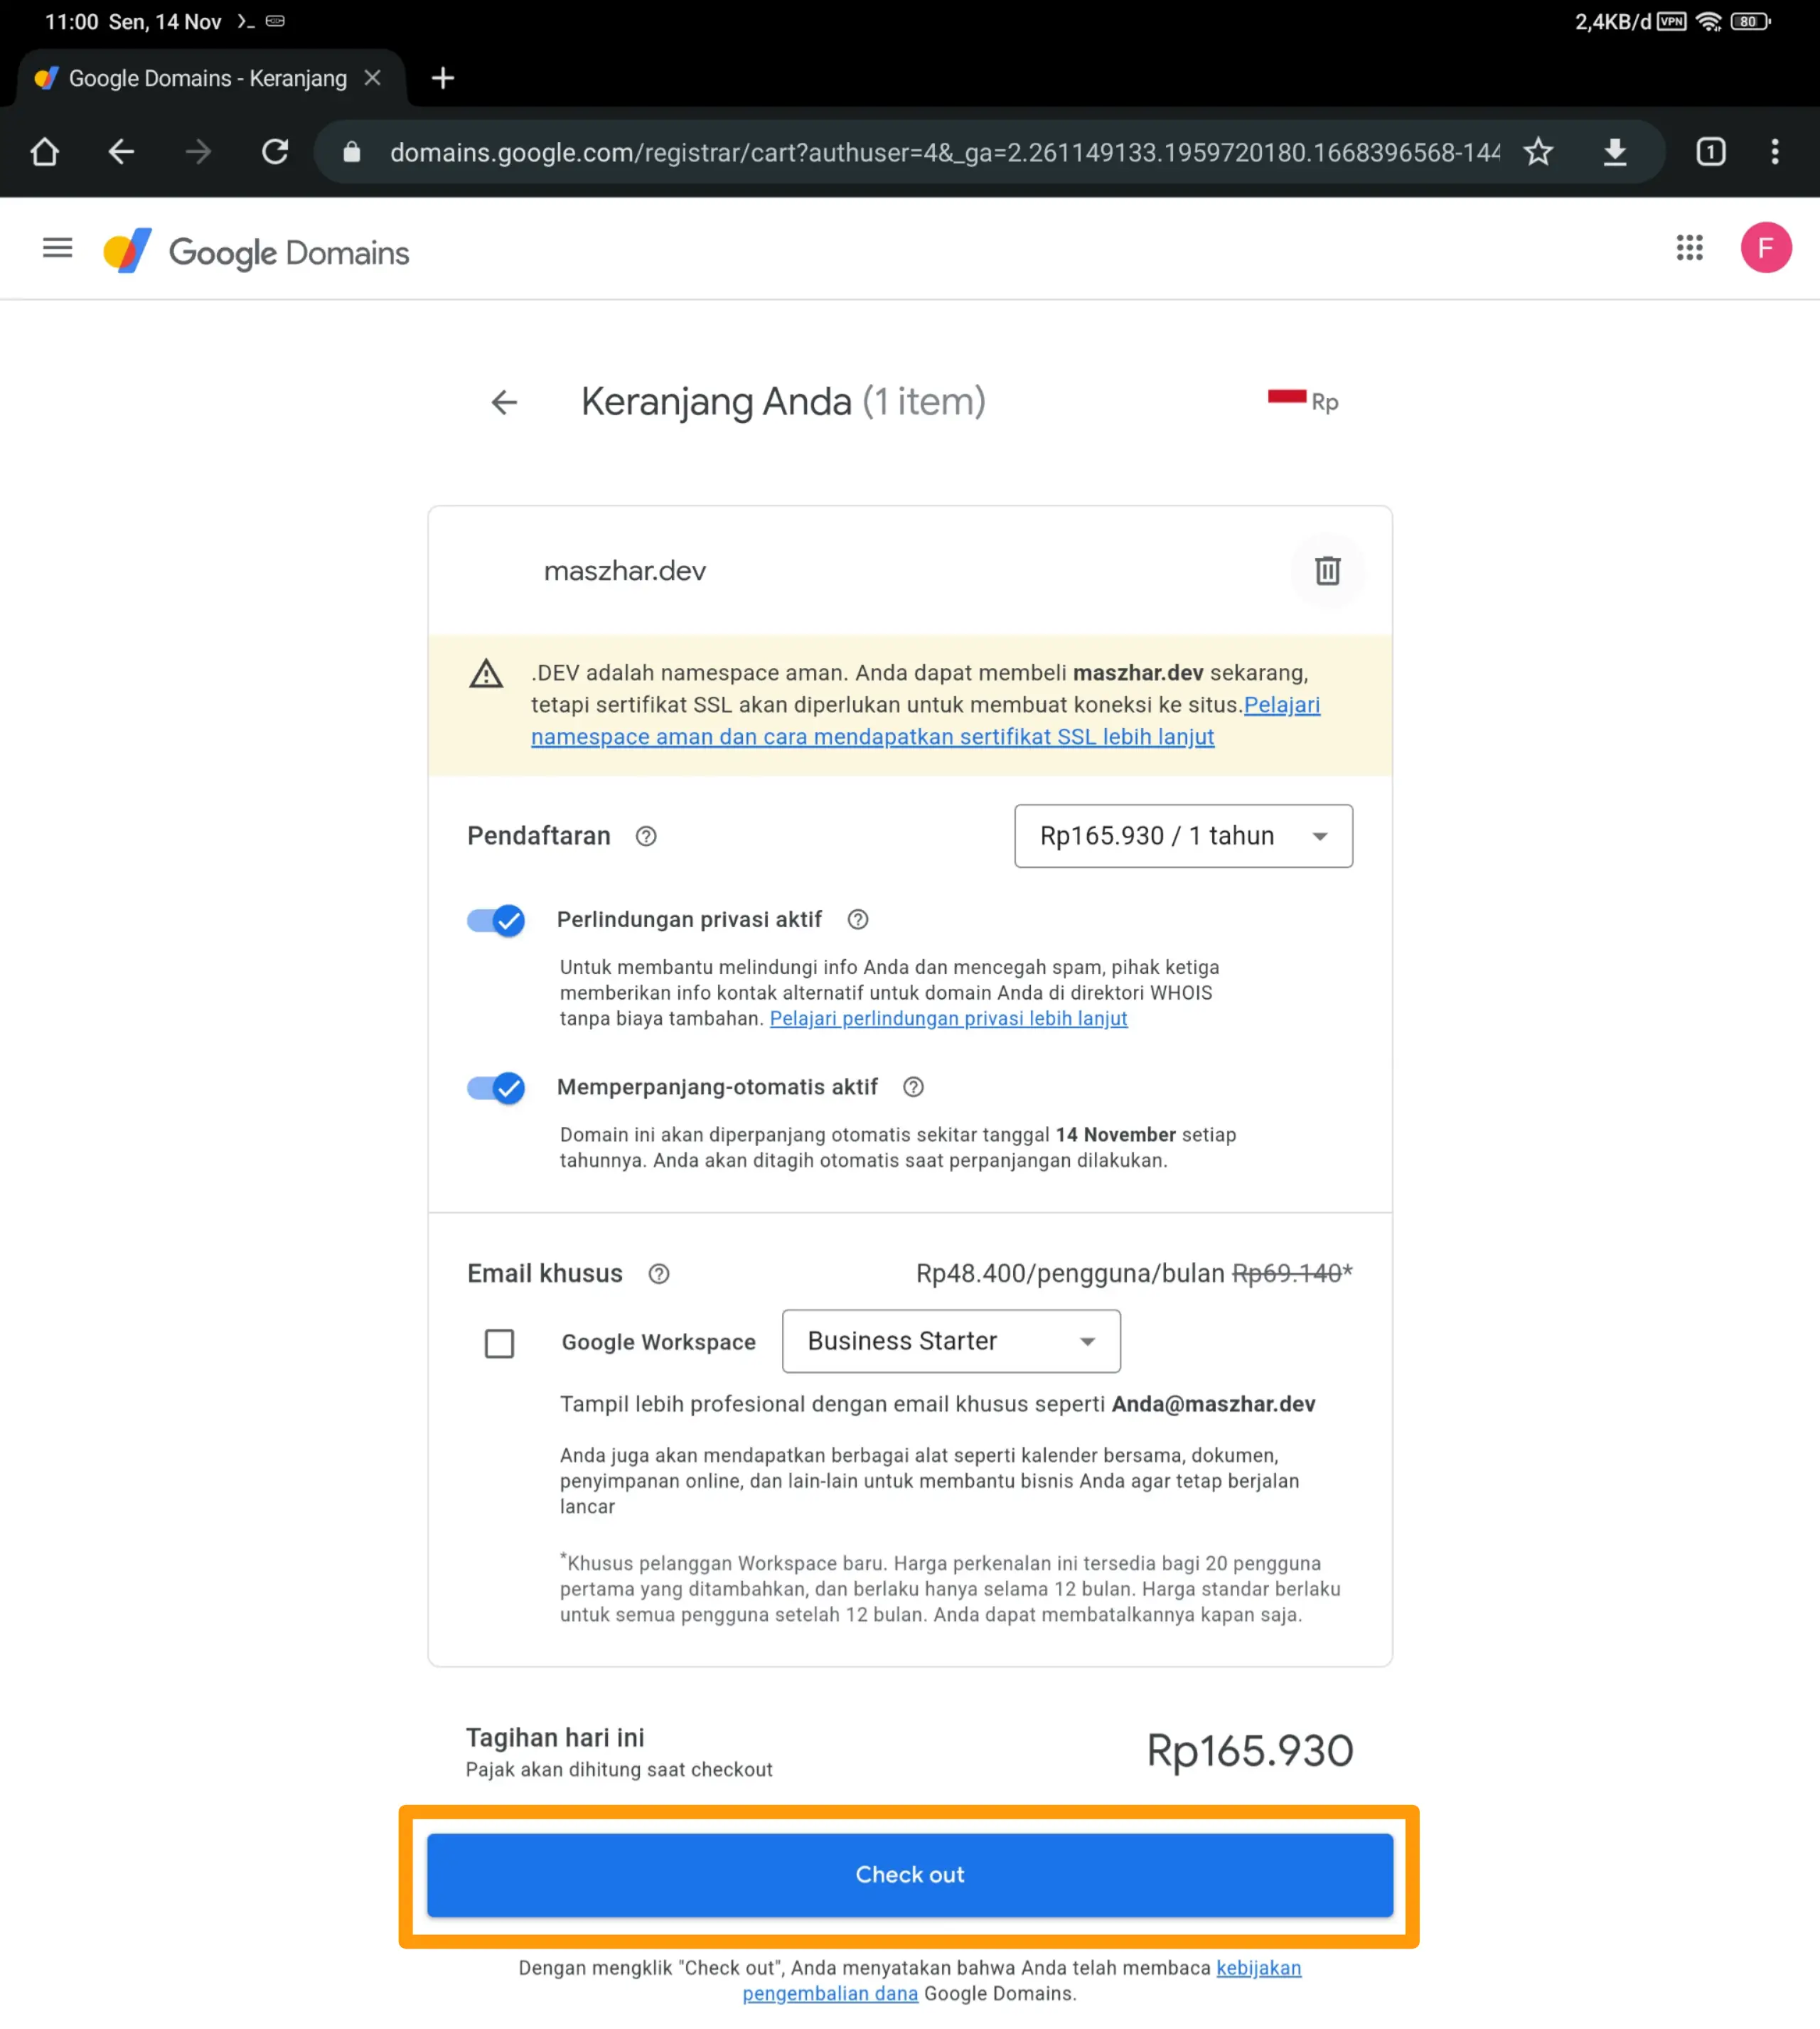 11:00 Sen, 14 Nov >_
2,4KB/d VPN 80
Google Domains - Keranjang
domains.google.com/registrar/cart?authuser=4&_ga=2.261149133.1959720180.1668396568-144
1
Google Domains
F
Keranjang Anda (1 item)
Rp
maszhar.dev
.DEV adalah namespace aman. Anda dapat membeli maszhar.dev sekarang,
tetapi sertifikat SSL akan diperlukan untuk membuat koneksi ke situs.Pelajari
namespace aman dan cara mendapatkan sertifikat SSL lebih lanjut
Pendaftaran
Rp165.930 / 1 tahun
Perlindungan privasi aktif
Untuk membantu melindungi info Anda dan mencegah spam, pihak ketiga
memberikan info kontak alternatif untuk domain Anda di direktori WHOIS
tanpa biaya tambahan. Pelajari perlindungan privasi lebih lanjut
Memperpanjang-otomatis aktif
Domain ini akan diperpanjang otomatis sekitar tanggal 14 November setiap
tahunnya. Anda akan ditagih otomatis saat perpanjangan dilakukan.
Email khusus
Rp48.400/pengguna/bulan Rp69.140*
Google Workspace
Business Starter
Tampil lebih profesional dengan email khusus seperti Anda@maszhar.dev
Anda juga akan mendapatkan berbagai alat seperti kalender bersama, dokumen,
penyimpanan online, dan lain-lain untuk membantu bisnis Anda agar tetap berjalan
lancar
*Khusus pelanggan Workspace baru. Harga perkenalan ini tersedia bagi 20 pengguna
pertama yang ditambahkan, dan berlaku hanya selama 12 bulan. Harga standar berlaku
untuk semua pengguna setelah 12 bulan. Anda dapat membatalkannya kapan saja.
Tagihan hari ini
Pajak akan dihitung saat checkout
Rp165.930
Check out
Dengan mengklik "Check out", Anda menyatakan bahwa Anda telah membaca kebijakan
pengembalian dana Google Domains.